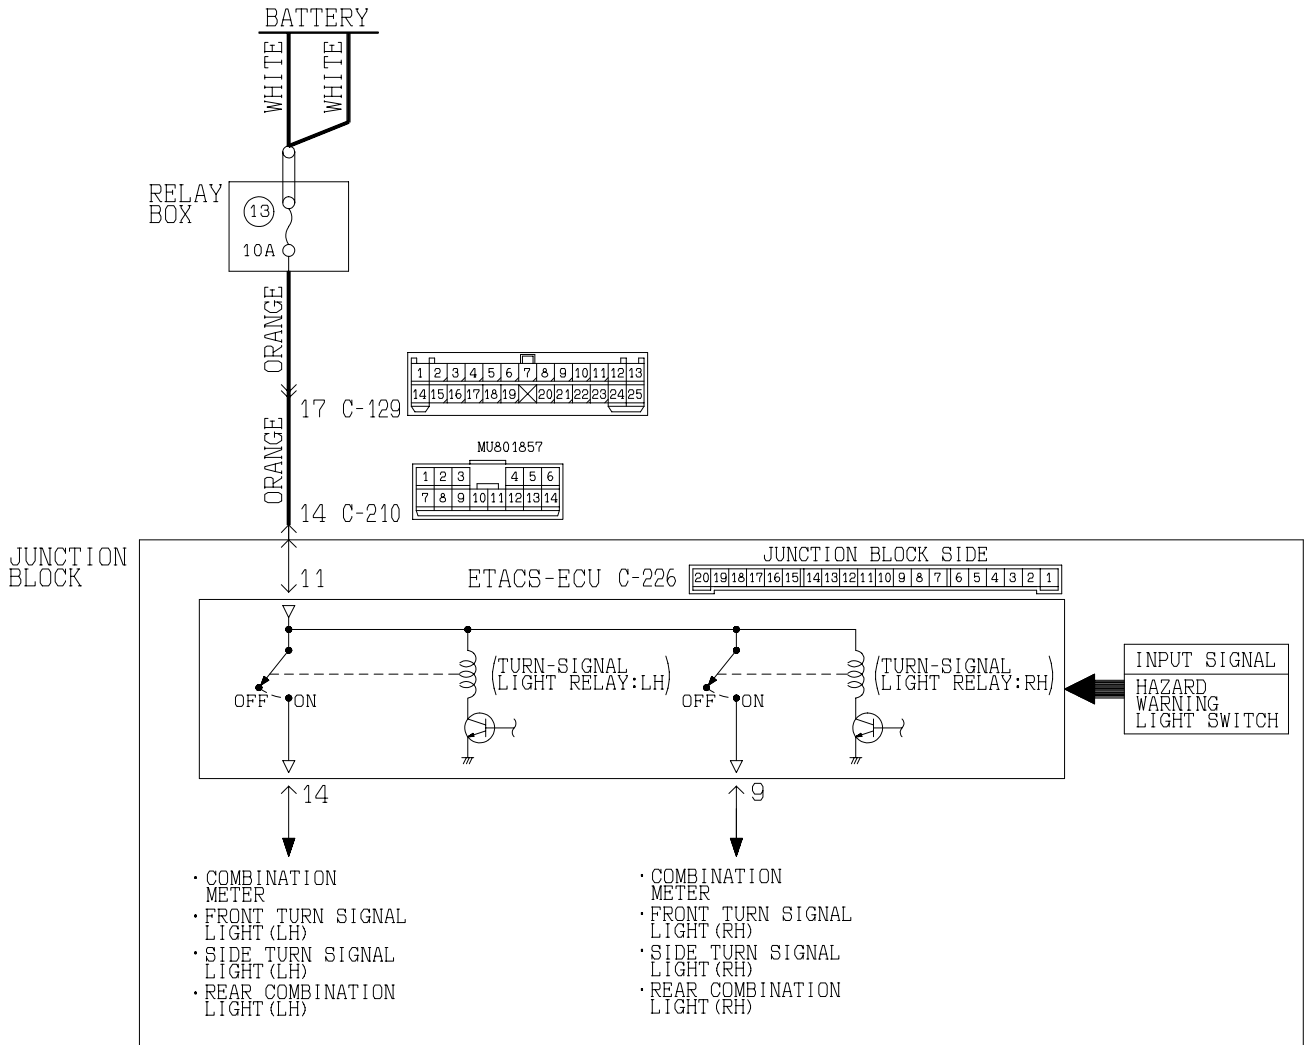 BATTERY
WHITE
WHITE
RELAY
BOX
13
10A
ORANGE
1 2 3 4 5 6 7 8 9 10 11 12 13
14 15 16 17 18 19 20 21 22 23 24 25
17 C-129
ORANGE
MU801857
1 2 3 4 5 6
7 8 9 10 11 12 13 14
14 C-210
JUNCTION
BLOCK
11
JUNCTION BLOCK SIDE
ETACS-ECU C-226
20 19 18 17 16 15 14 13 12 11 10 9 8 7 6 5 4 3 2 1
(TURN-SIGNAL
LIGHT RELAY:LH)
OFF ON
(TURN-SIGNAL
LIGHT RELAY:RH)
OFF ON
INPUT SIGNAL
HAZARD
WARNING
LIGHT SWITCH
14
9
· COMBINATION
METER
· FRONT TURN SIGNAL
LIGHT(LH)
· SIDE TURN SIGNAL
LIGHT(LH)
· REAR COMBINATION
LIGHT(LH)
· COMBINATION
METER
· FRONT TURN SIGNAL
LIGHT(RH)
· SIDE TURN SIGNAL
LIGHT(RH)
· REAR COMBINATION
LIGHT(RH)